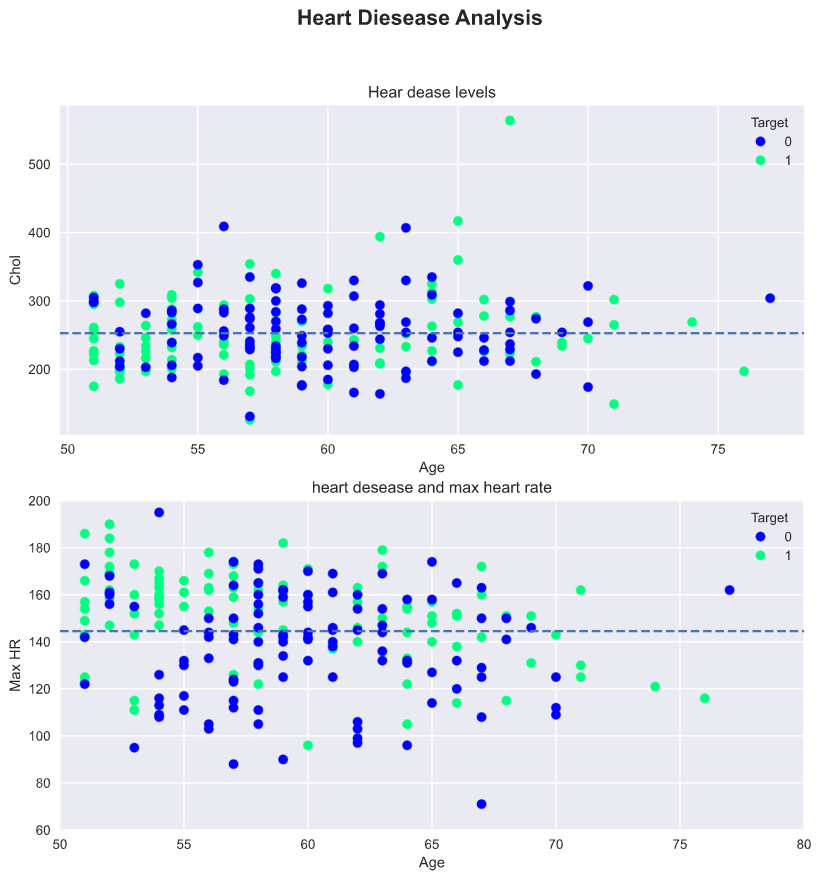 Heart Diesease Analysis
Hear dease levels
Target
0
1
500
400
300
200
Chol
50 55 60 65 70 75
Age
heart desease and max heart rate
Target
0
1
200
180
160
140
120
100
80
60
Max HR
50 55 60 65 70 75 80
Age